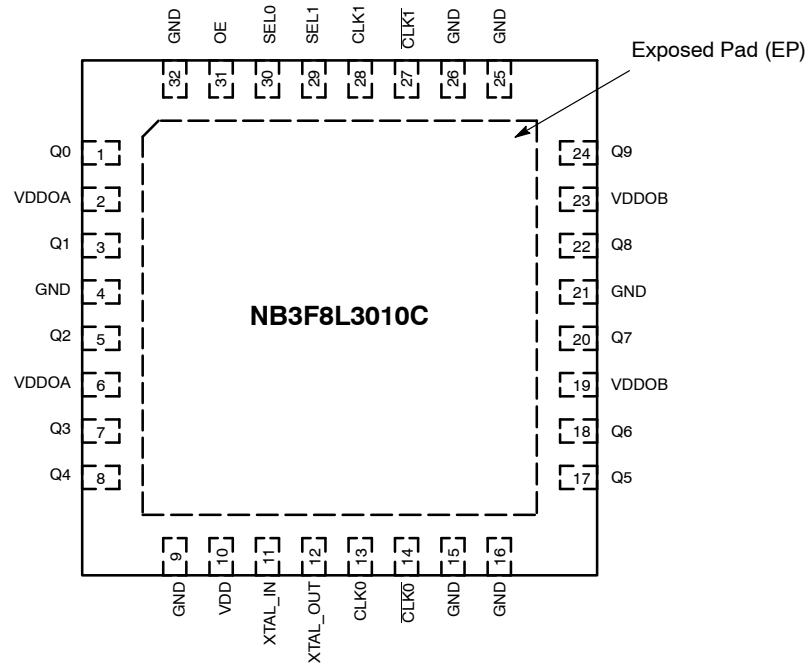 GND OE SEL0 SEL1 CLK1 C̅L̅K̅1̅ GND GND
32 31 30 29 28 27 26 25
Exposed Pad (EP)
Q0 1 24 Q9
VDDOA 2 23 VDDOB
Q1 3 22 Q8
GND 4 21 GND
NB3F8L3010C
Q2 5 20 Q7
VDDOA 6 19 VDDOB
Q3 7 18 Q6
Q4 8 17 Q5
9 10 11 12 13 14 15 16
GND VDD XTAL_IN XTAL_OUT CLK0 C̅L̅K̅0̅ GND GND